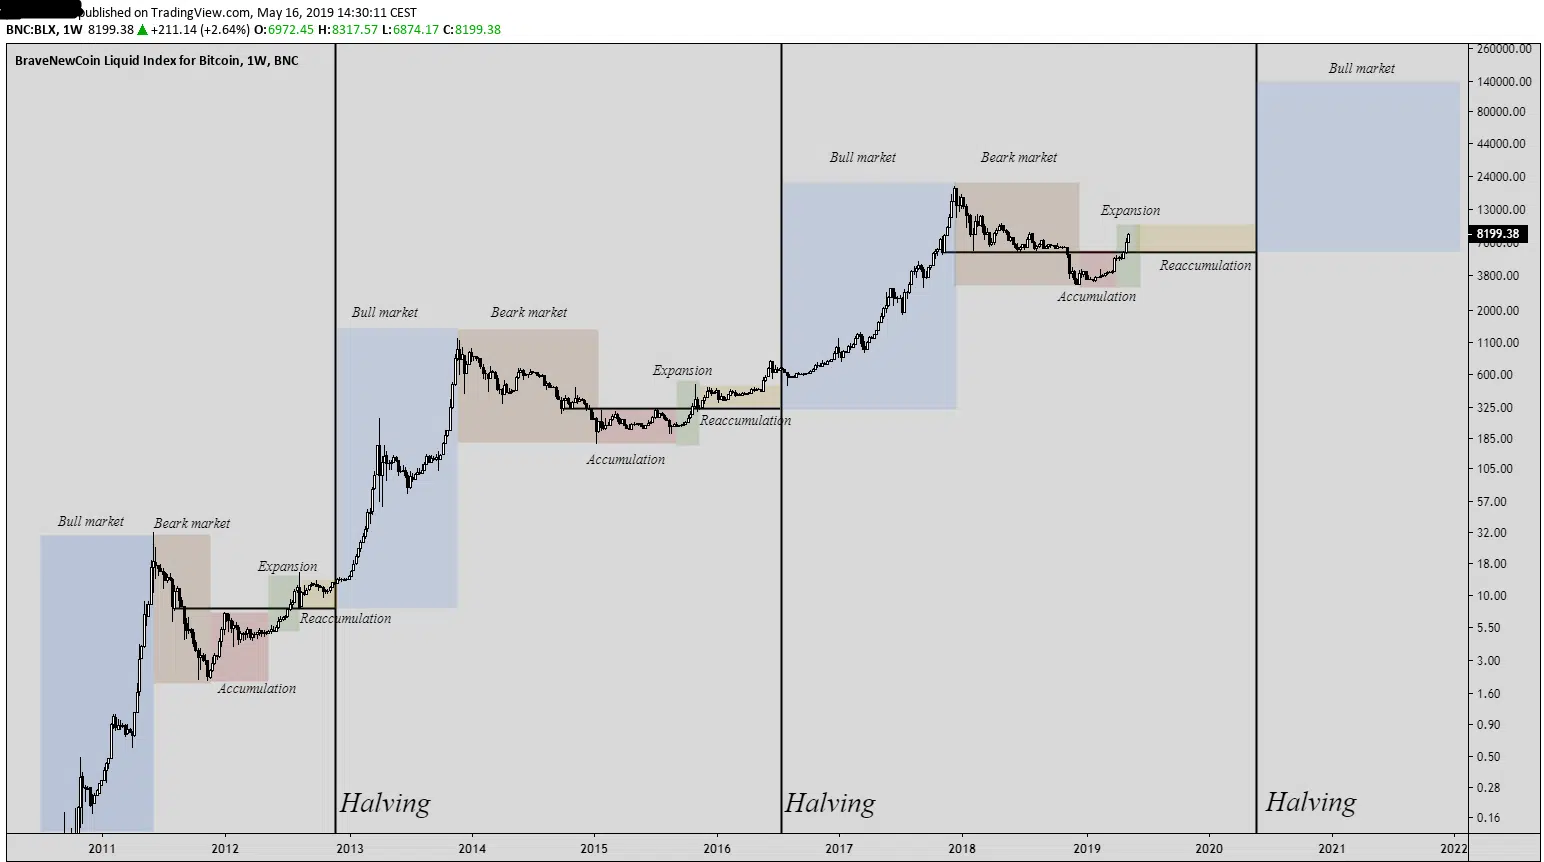 published on TradingView.com, May 16, 2019 14:30:11 CEST
BNC:BLX, 1W 8199.38 ▲ +211.14 (+2.64%) O:6972.45 H:8317.57 L:6874.17 C:8199.38
BraveNewCoin Liquid Index for Bitcoin, 1W, BNC
260000.00
Bull market
140000.00
80000.00
44000.00
Bull market
Beark market
24000.00
Expansion
13000.00
8199.38
7000.00
Reaccumulation
3800.00
Accumulation
2000.00
Bull market
Beark market
1100.00
Expansion
600.00
325.00
Reaccumulation
185.00
Accumulation
105.00
57.00
Bull market
Beark market
32.00
Expansion
18.00
10.00
Reaccumulation
5.50
3.00
Accumulation
1.60
0.90
0.50
0.28
Halving
Halving
Halving
0.16
2011 2012 2013 2014 2015 2016 2017 2018 2019 2020 2021 2022